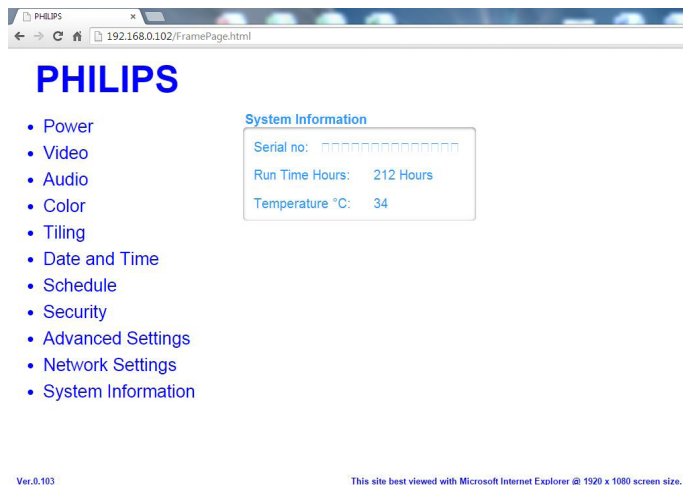 PHILIPS
192.168.0.102/FramePage.html
PHILIPS
Power
Video
Audio
Color
Tiling
Date and Time
Schedule
Security
Advanced Settings
Network Settings
System Information
System Information
Serial no:
Run Time Hours: 212 Hours
Temperature °C: 34
Ver.0.103
This site best viewed with Microsoft Internet Explorer @ 1920 x 1080 screen size.